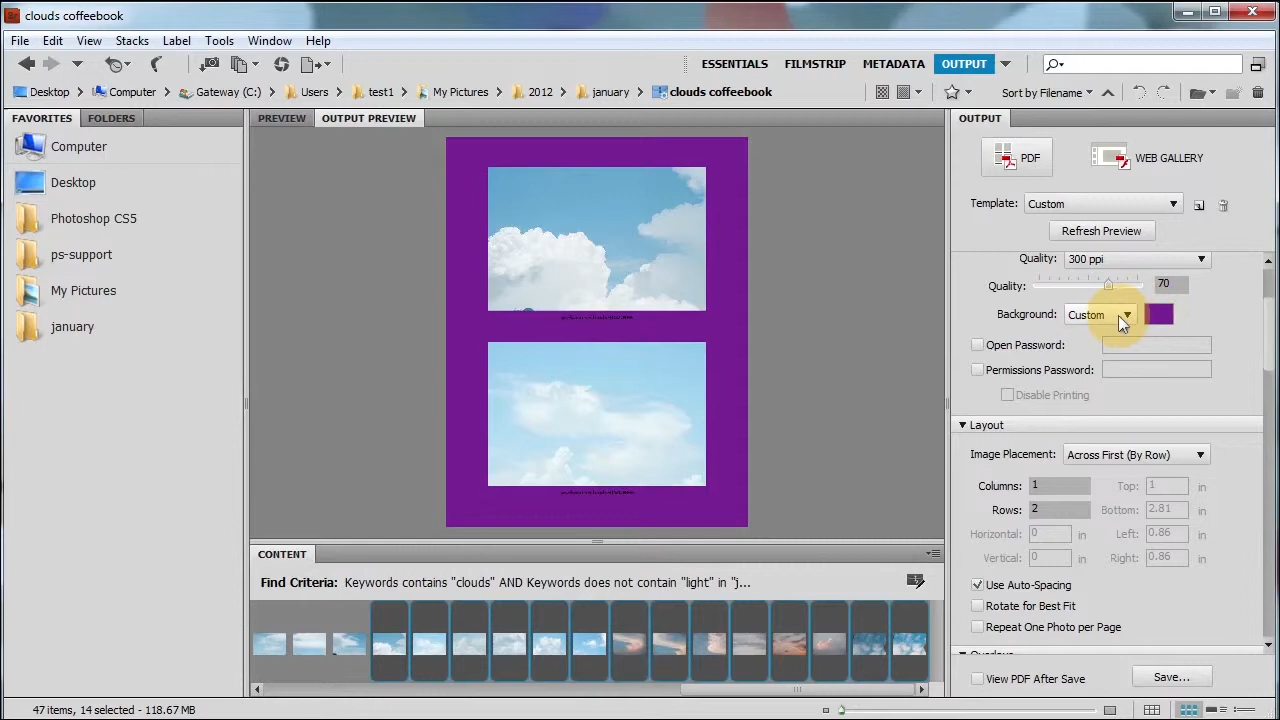 Br clouds coffeebook
File Edit View Stacks Label Tools Window Help
ESSENTIALS FILMSTRIP METADATA OUTPUT
Desktop Computer Gateway (C:) Users test1 My Pictures 2012 january clouds coffeebook Sort by Filename
FAVORITES FOLDERS
Computer
Desktop
Photoshop CS5
ps-support
My Pictures
january
PREVIEW OUTPUT PREVIEW
CONTENT
Find Criteria: Keywords contains "clouds" AND Keywords does not contain "light" in "j...
OUTPUT
PDF WEB GALLERY
Template: Custom
Refresh Preview
Quality: 300 ppi
Quality: 70
Background: Custom
Open Password:
Permissions Password:
Disable Printing
Layout
Image Placement: Across First (By Row)
Columns: 1 Top: 1 in
Rows: 2 Bottom: 2.81 in
Horizontal: 0 in Left: 0.86 in
Vertical: 0 in Right: 0.86 in
Use Auto-Spacing
Rotate for Best Fit
Repeat One Photo per Page
View PDF After Save Save...
47 items, 14 selected - 118.67 MB